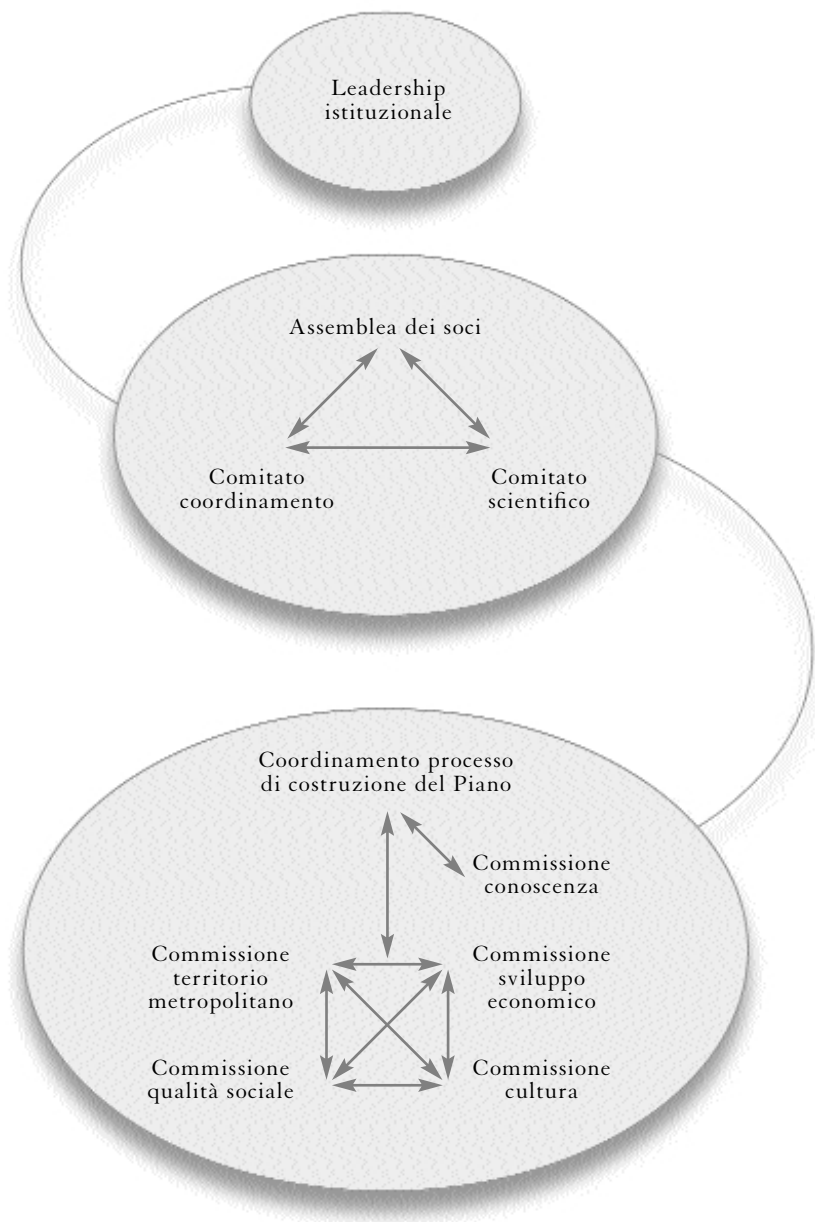 Leadership
istituzionale
Assemblea dei soci
Comitato
coordinamento
Comitato
scientifico
Coordinamento processo
di costruzione del Piano
Commissione
conoscenza
Commissione
territorio
metropolitano
Commissione
sviluppo
economico
Commissione
qualità sociale
Commissione
cultura